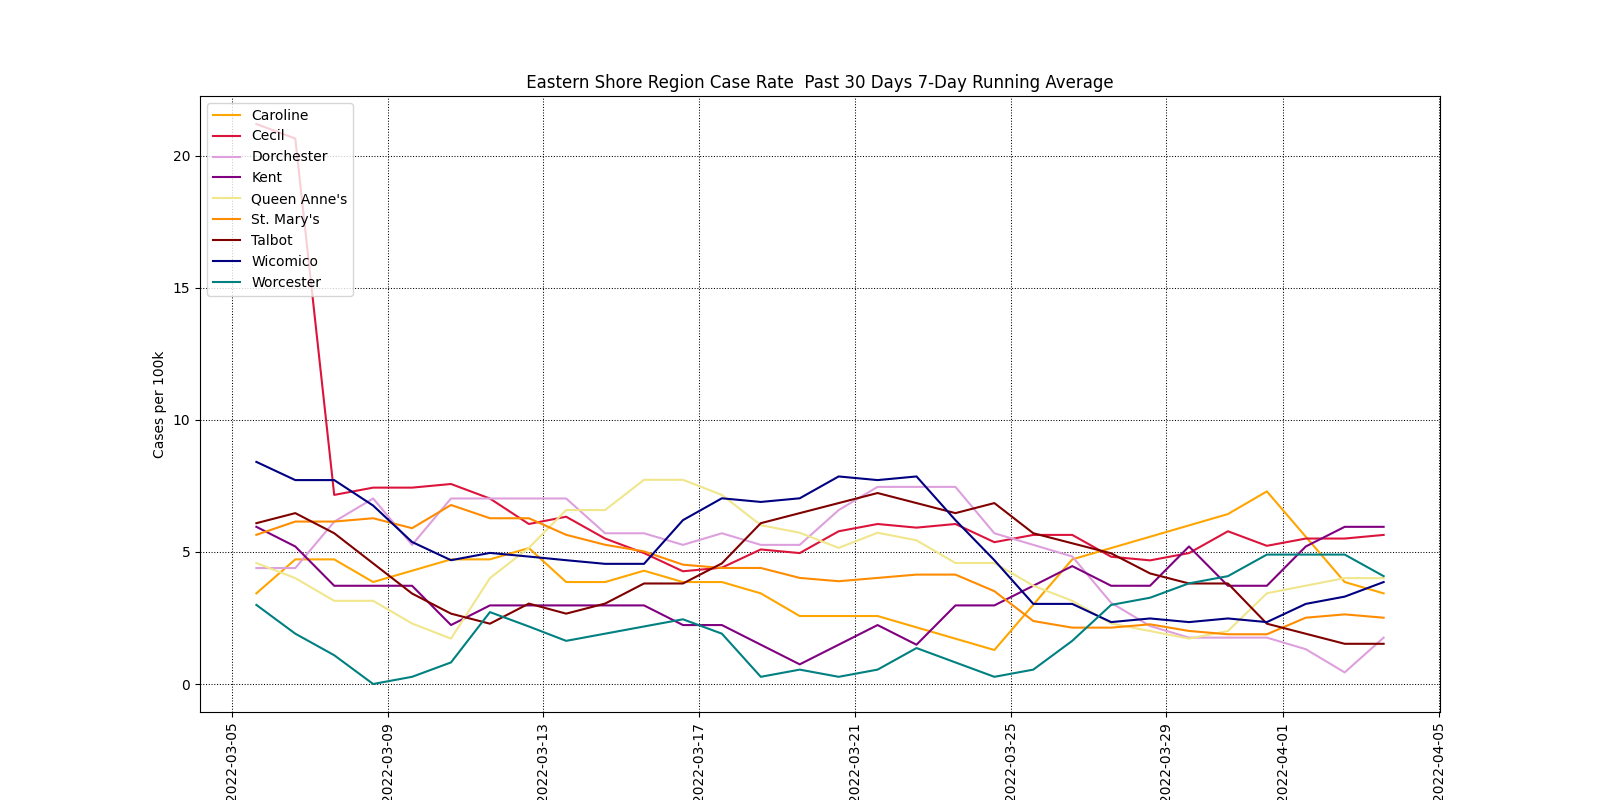 Eastern Shore Region Case Rate  Past 30 Days 7-Day Running Average
Caroline
Cecil
Dorchester
Kent
Queen Anne's
St. Mary's
Talbot
Wicomico
Worcester
20
15
10
5
0
Cases per 100k
2022-03-05
2022-03-09
2022-03-13
2022-03-17
2022-03-21
2022-03-25
2022-03-29
2022-04-01
2022-04-05